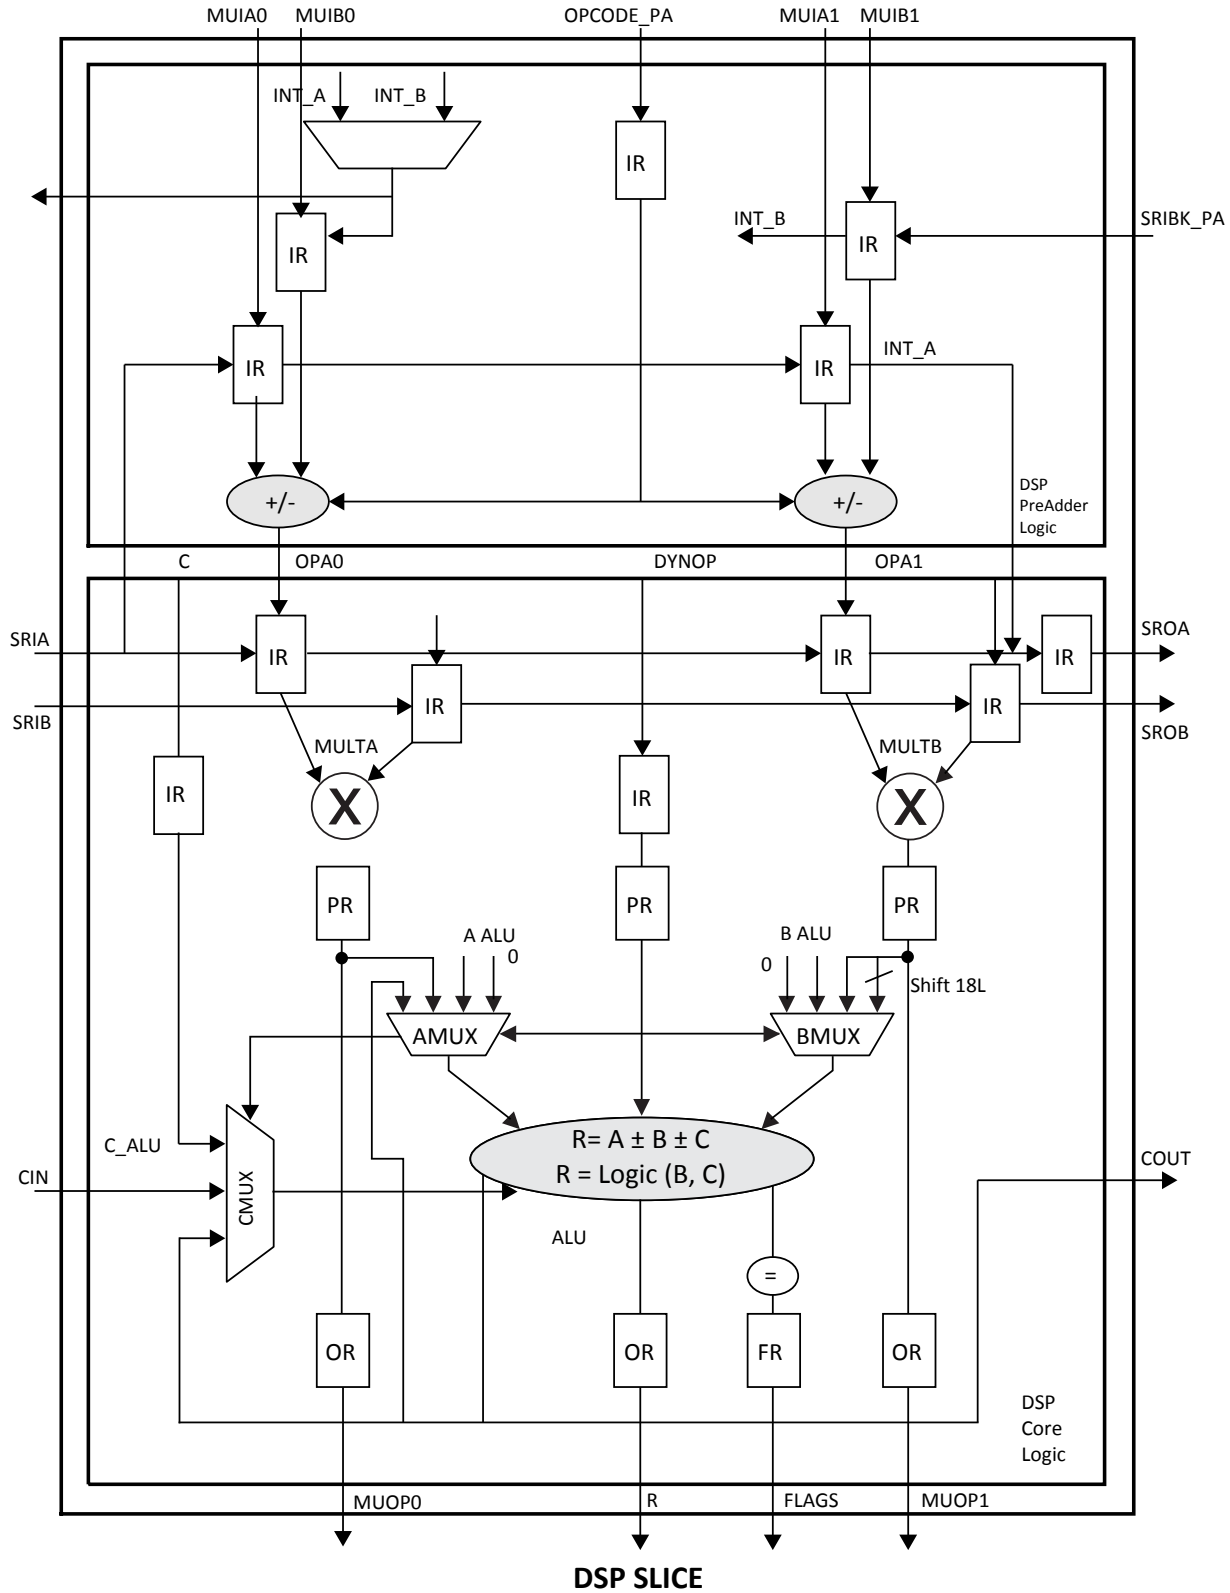 MUIA0 MUIB0 OPCODE_PA MUIA1 MUIB1
INT_A INT_B
IR
IR
INT_B
IR
SRIBK_PA
IR
IR
INT_A
+/-
+/-
DSP
PreAdder
Logic
C OPA0 DYNOP OPA1
SRIA
IR
IR
IR
SROA
SRIB
IR
IR
SROB
MULTA
MULTB
IR
X
IR
X
PR
PR
PR
A ALU
0
B ALU
0
Shift 18L
AMUX
BMUX
R= A ± B ± C
R = Logic (B, C)
C_ALU
CIN
CMUX
COUT
ALU
=
OR
OR
FR
OR
DSP
Core
Logic
MUOP0 R FLAGS MUOP1
DSP SLICE